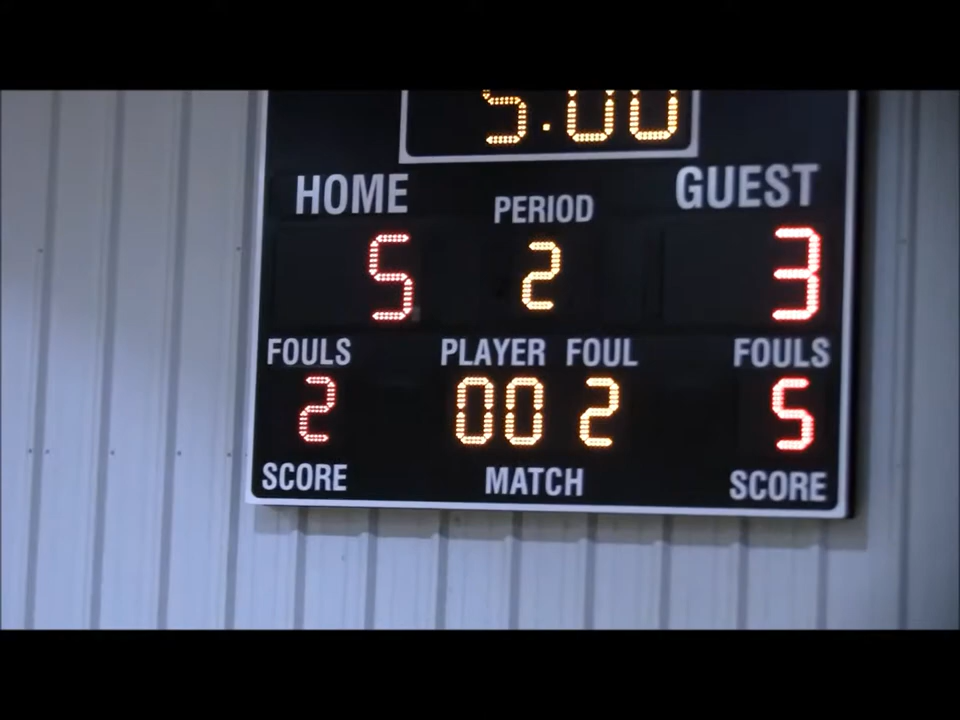 5.00
HOME PERIOD GUEST
5 2 3
FOULS PLAYER FOUL FOULS
2 00 2 5
SCORE MATCH SCORE